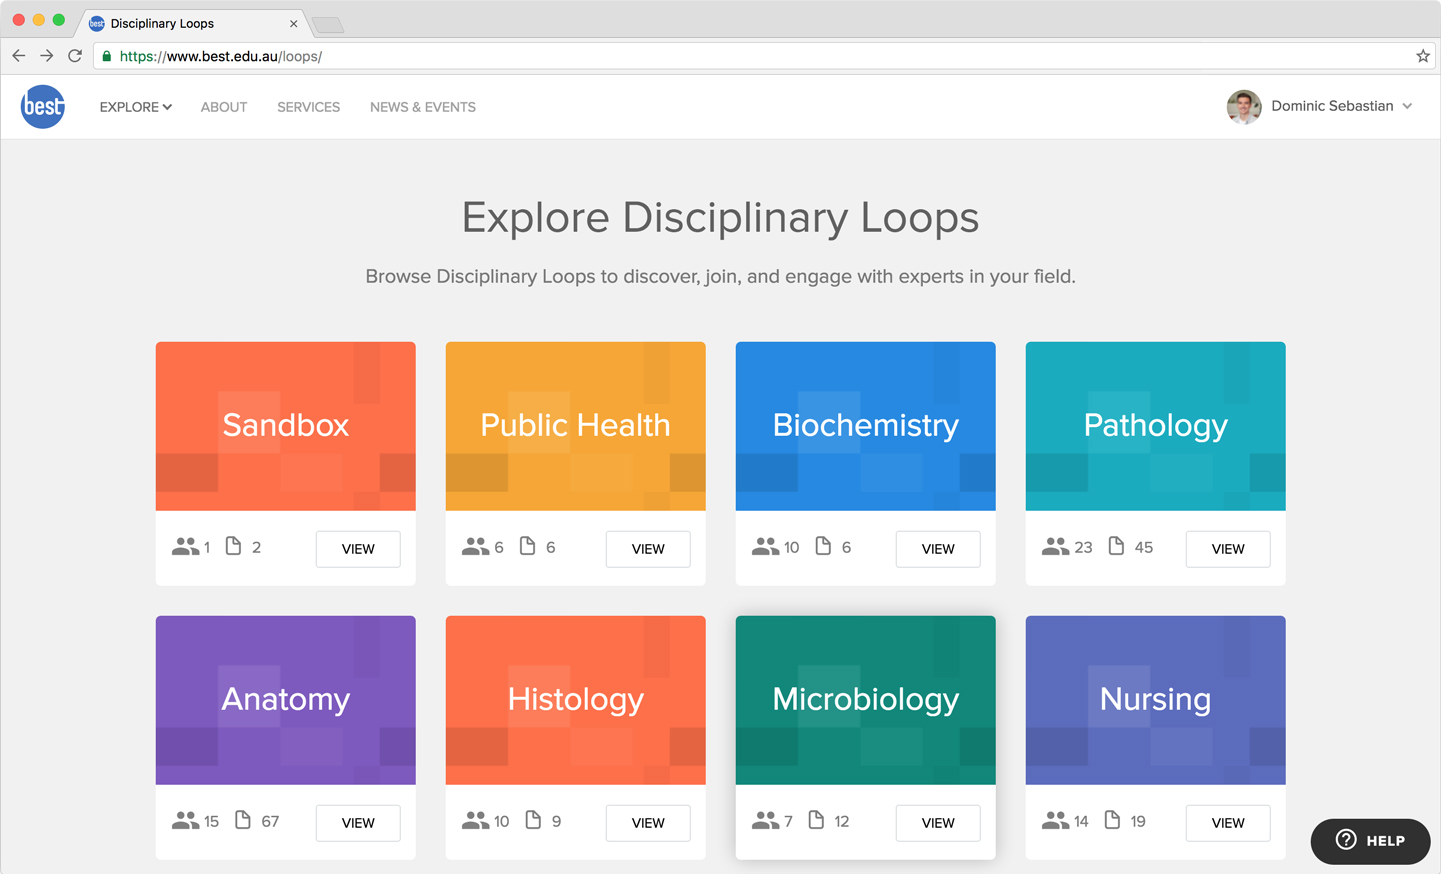 best Disciplinary Loops
https://www.best.edu.au/loops/
best EXPLORE ABOUT SERVICES NEWS & EVENTS Dominic Sebastian
Explore Disciplinary Loops
Browse Disciplinary Loops to discover, join, and engage with experts in your field.
Sandbox Public Health Biochemistry Pathology
1 2 VIEW 6 6 VIEW 10 6 VIEW 23 45 VIEW
Anatomy Histology Microbiology Nursing
15 67 VIEW 10 9 VIEW 7 12 VIEW 14 19 VIEW
? HELP